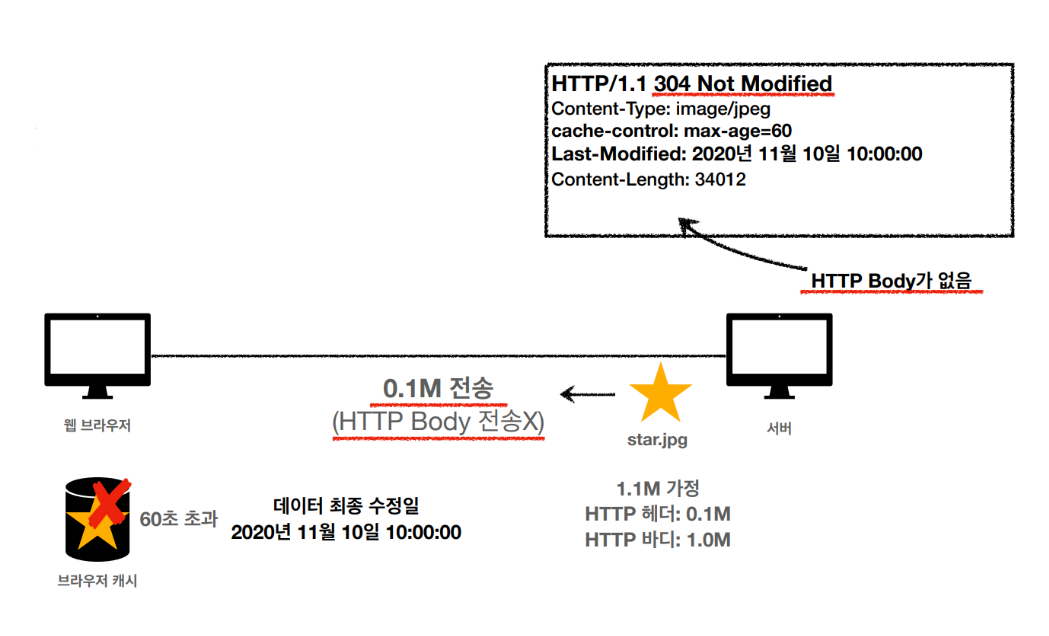 HTTP/1.1 304 Not Modified
Content-Type: image/jpeg
cache-control: max-age=60
Last-Modified: 2020년 11월 10일 10:00:00
Content-Length: 34012
HTTP Body가 없음
0.1M 전송
(HTTP Body 전송X)
웹 브라우저
star.jpg
서버
60초 초과
데이터 최종 수정일
2020년 11월 10일 10:00:00
1.1M 가정
HTTP 헤더: 0.1M
HTTP 바디: 1.0M
브라우저 캐시